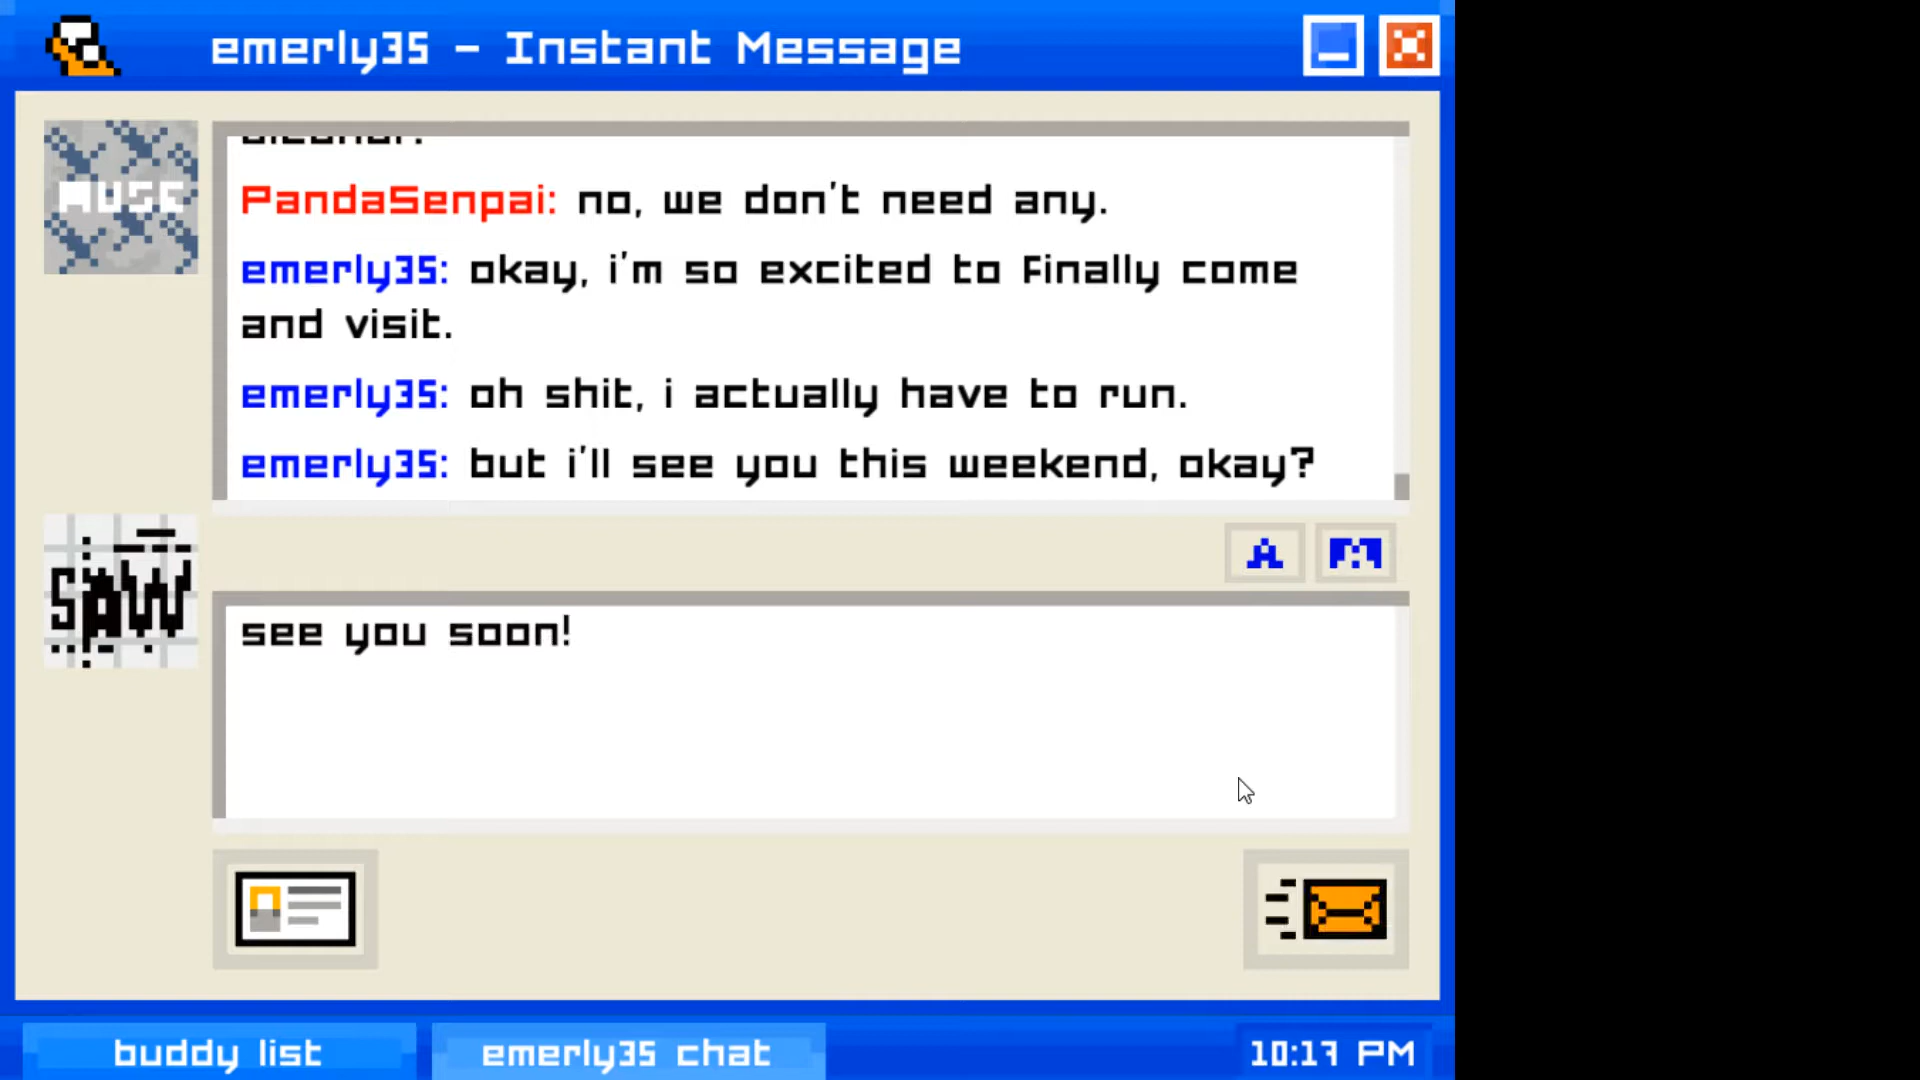 emerly35 - Instant Message
MUSE
PandaSenpai: no, we don't need any.
emerly35: okay, i'm so excited to finally come
and visit.
emerly35: oh shit, i actually have to run.
emerly35: but i'll see you this weekend, okay?
A
SAW
see you soon!
buddy list
emerly35 chat
10:17 PM